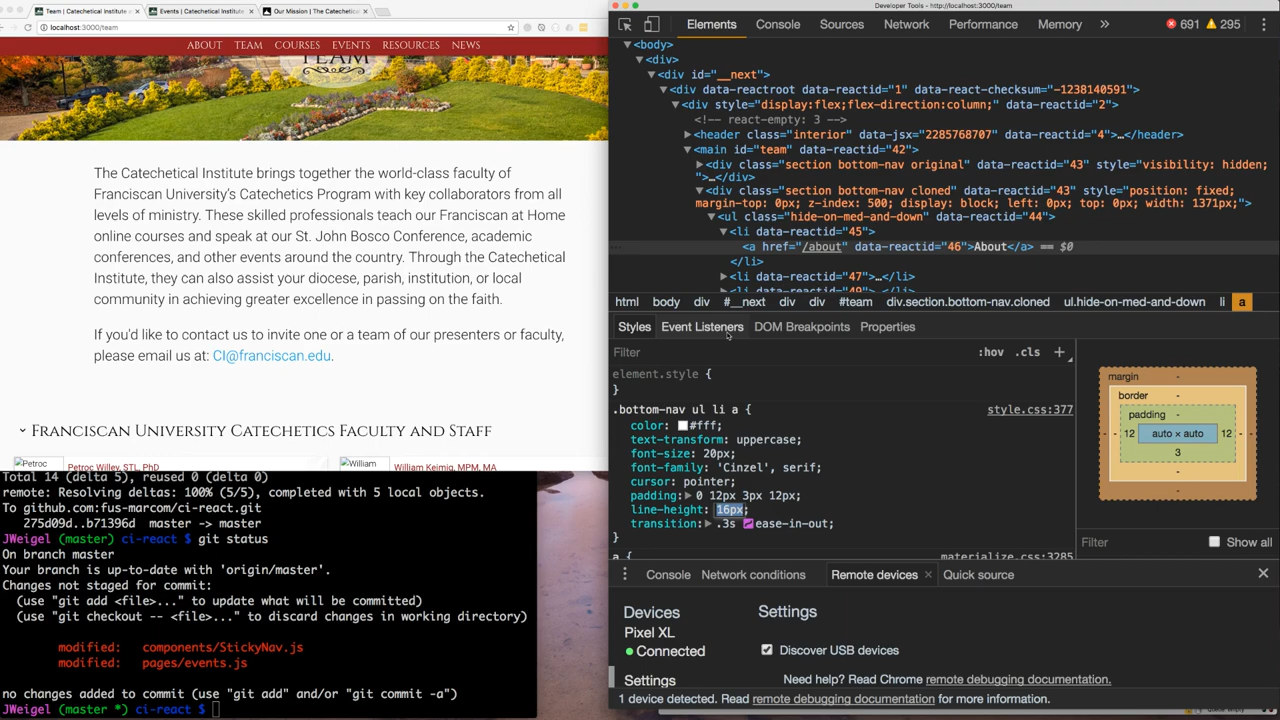 Team | Catechetical Institute
Events | Catechetical Institute
Our Mission | The Catechetic
localhost:3000/team
ABOUT TEAM COURSES EVENTS RESOURCES NEWS
TEAM
The Catechetical Institute brings together the world-class faculty of
Franciscan University's Catechetics Program with key collaborators from all
levels of ministry. These skilled professionals teach our Franciscan at Home
online courses and speak at our St. John Bosco Conference, academic
conferences, and other events around the country. Through the Catechetical
Institute, they can also assist your diocese, parish, institution, or local
community in achieving greater excellence in passing on the faith.
If you'd like to contact us to invite one or a team of our presenters or faculty,
please email us at: CI@franciscan.edu.
Franciscan University Catechetics Faculty and Staff
Petroc Petroc Willey, STL, PhD
William William Keimig, MPM, MA
Total 14 (delta 5), reused 0 (delta 0)
remote: Resolving deltas: 100% (5/5), completed with 5 local objects.
To github.com:fus-marcom/ci-react.git
275d09d..b71396d master -> master
JWeigel (master) ci-react $ git status
On branch master
Your branch is up-to-date with 'origin/master'.
Changes not staged for commit:
(use "git add <file>..." to update what will be committed)
(use "git checkout -- <file>..." to discard changes in working directory)
modified: components/StickyNav.js
modified: pages/events.js
no changes added to commit (use "git add" and/or "git commit -a")
JWeigel (master *) ci-react $
Developer Tools - http://localhost:3000/team
Elements Console Sources Network Performance Memory » 691 295
<body>
<div>
<div id="__next">
<div data-reactroot data-reactid="1" data-react-checksum="-1238140591">
<div style="display:flex;flex-direction:column;" data-reactid="2">
<!-- react-empty: 3 -->
<header class="interior" data-jsx="2285768707" data-reactid="4">…</header>
<main id="team" data-reactid="42">
<div class="section bottom-nav original" data-reactid="43" style="visibility: hidden;
">…</div>
<div class="section bottom-nav cloned" data-reactid="43" style="position: fixed;
margin-top: 0px; z-index: 500; display: block; left: 0px; top: 0px; width: 1371px;">
<ul class="hide-on-med-and-down" data-reactid="44">
<li data-reactid="45">
… <a href="/about" data-reactid="46">About</a> == $0
</li>
<li data-reactid="47">…</li>
<li data-reactid="49">…</li>
html body div #__next div div #team div.section.bottom-nav.cloned ul.hide-on-med-and-down li a
Styles Event Listeners DOM Breakpoints Properties
Filter :hov .cls +
element.style {
}
.bottom-nav ul li a { style.css:377
color: #fff;
text-transform: uppercase;
font-size: 20px;
font-family: 'Cinzel', serif;
cursor: pointer;
padding: 0 12px 3px 12px;
line-height: 16px;
transition: .3s ease-in-out;
}
a { materialize.css:3285
margin -
border -
padding -
- - 12 auto × auto 12 - -
3
-
-
Filter Show all
Console Network conditions Remote devices × Quick source
Devices
Pixel XL
Connected
Settings
Settings
Discover USB devices
Need help? Read Chrome remote debugging documentation.
1 device detected. Read remote debugging documentation for more information.